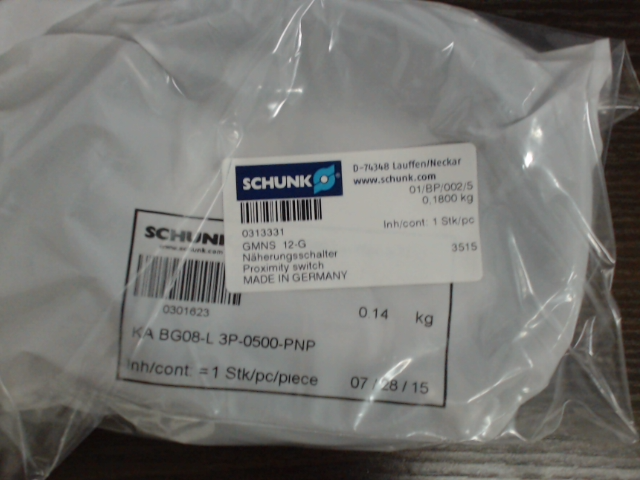 SCHUNK
D-74348 Lauffen/Neckar
www.schunk.com
01/BP/002/5
0,1800 kg
Inh/cont: 1 Stk/pc
0313331
GMNS 12-G
3515
Näherungsschalter
Proximity switch
MADE IN GERMANY
SCHUNK
0301623
0.14 kg
KA BG08-L 3P-0500-PNP
Inh/cont. =1 Stk/pc/piece
07/28/15